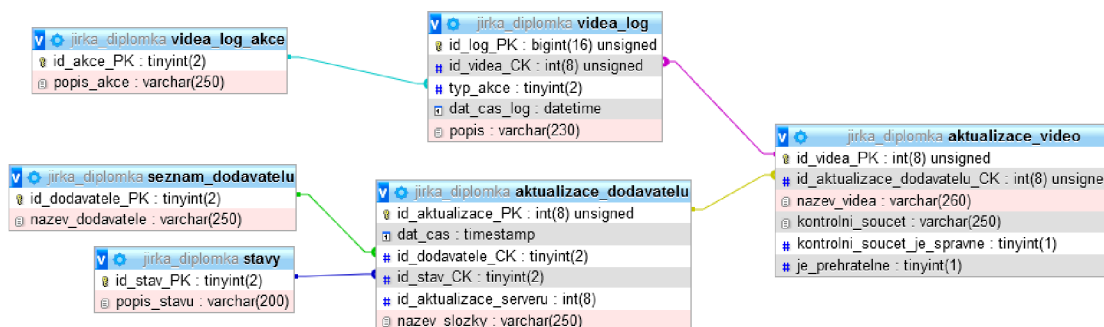 jirka_diplomka videa_log_akce
id_akce_PK : tinyint(2)
popis_akce : varchar(250)
jirka_diplomka videa_log
id_log_PK : bigint(16) unsigned
id_videa_CK : int(8) unsigned
typ_akce : tinyint(2)
dat_cas_log : datetime
popis : varchar(230)
jirka_diplomka aktualizace_video
id_videa_PK : int(8) unsigned
id_aktualizace_dodavatelu_CK : int(8) unsigne
nazev_videa : varchar(260)
kontrolni_soucet : varchar(250)
kontrolni_soucet_je_spravne : tinyint(1)
je_prehratelne : tinyint(1)
jirka_diplomka seznam_dodavatelu
id_dodavatele_PK : tinyint(2)
nazev_dodavatele : varchar(250)
jirka_diplomka stavy
id_stav_PK : tinyint(2)
popis_stavu : varchar(200)
jirka_diplomka aktualizace_dodavatelu
id_aktualizace_PK : int(8) unsigned
dat_cas : timestamp
id_dodavatele_CK : tinyint(2)
id_stav_CK : tinyint(2)
id_aktualizace_serveru : int(8)
nazev_slozky : varchar(250)